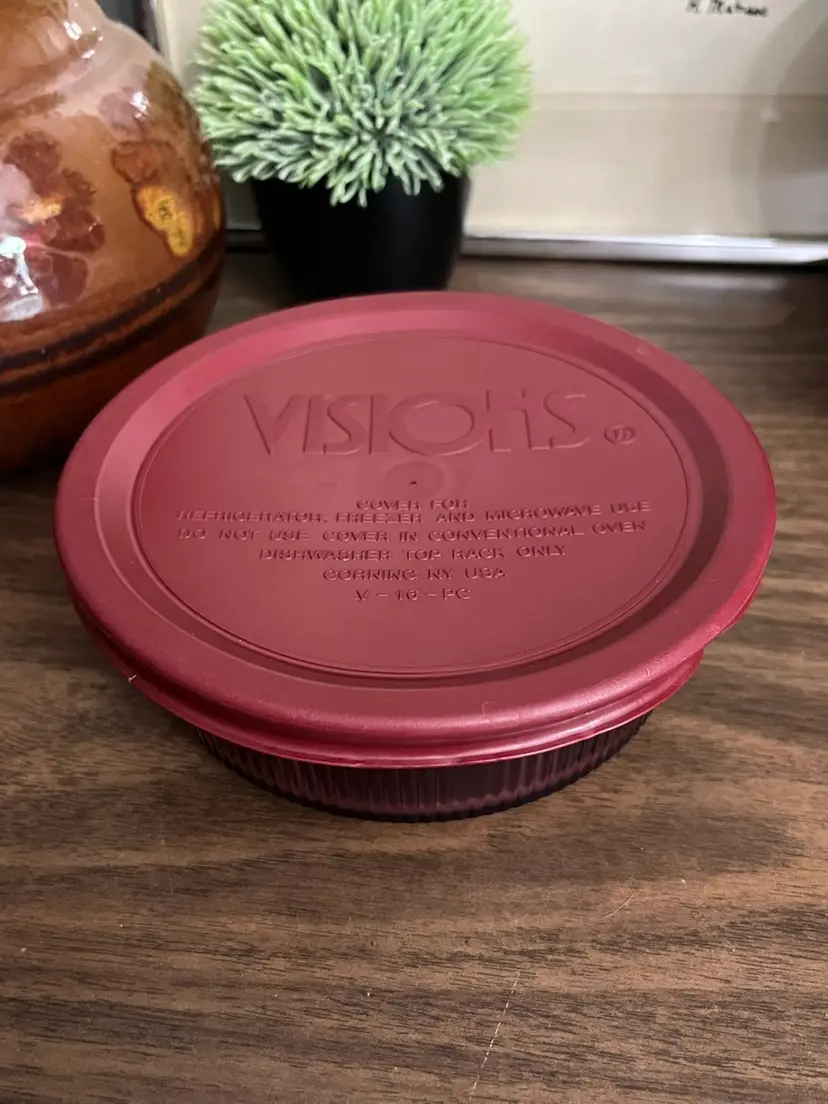 H. Matisse
VISIONS ®
COVER FOR
REFRIGERATOR, FREEZER AND MICROWAVE USE
DO NOT USE COVER IN CONVENTIONAL OVEN
DISHWASHER TOP RACK ONLY
CORNING NY USA
V - 16 - PC